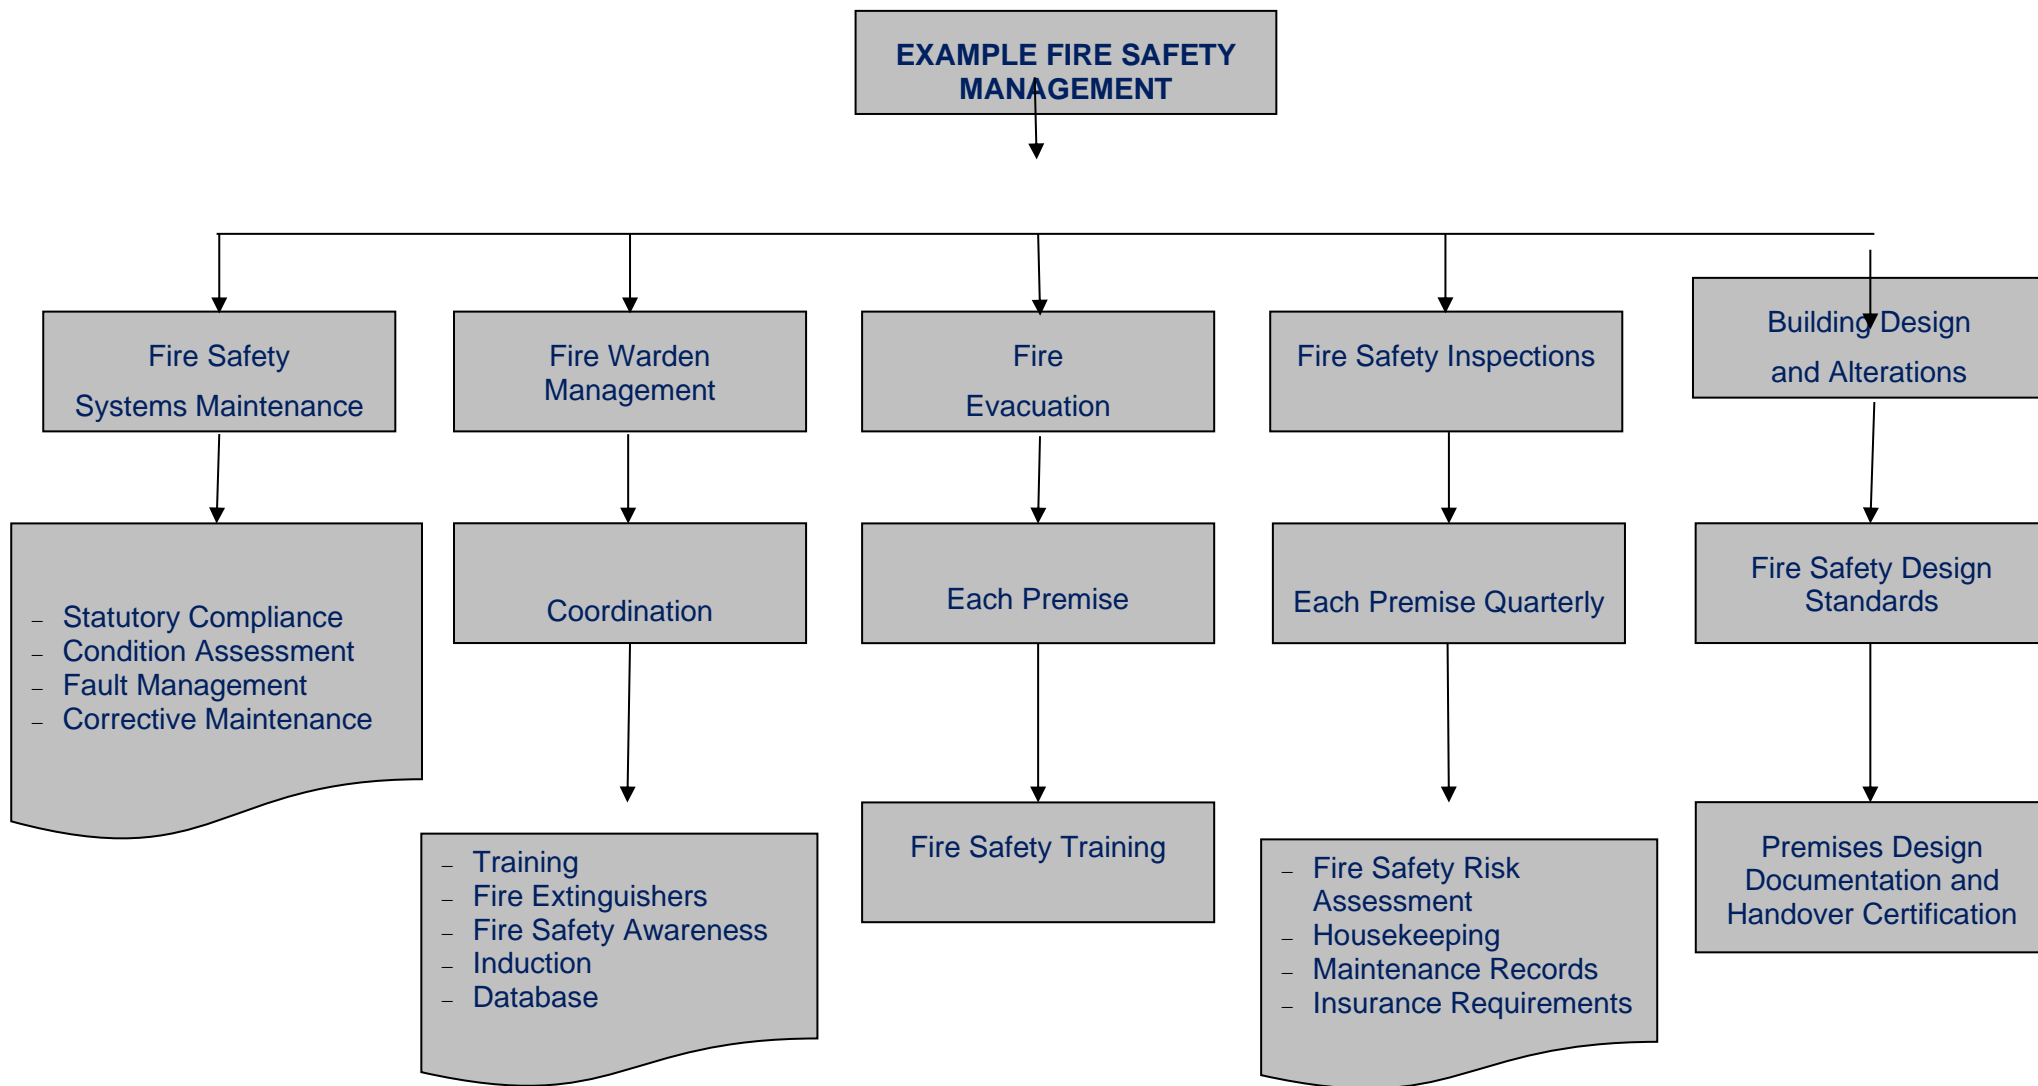 EXAMPLE FIRE SAFETY
MANAGEMENT
Fire Safety
Systems Maintenance
Fire Warden
Management
Fire
Evacuation
Fire Safety Inspections
Building Design
and Alterations
– Statutory Compliance
– Condition Assessment
– Fault Management
– Corrective Maintenance
Coordination
Each Premise
Each Premise Quarterly
Fire Safety Design
Standards
– Training
– Fire Extinguishers
– Fire Safety Awareness
– Induction
– Database
Fire Safety Training
– Fire Safety Risk
Assessment
– Housekeeping
– Maintenance Records
– Insurance Requirements
Premises Design
Documentation and
Handover Certification